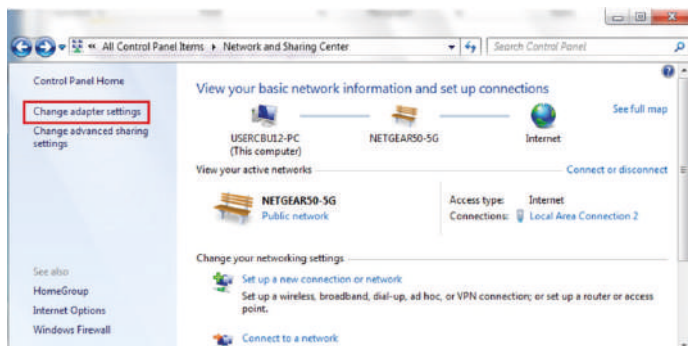 « All Control Panel Items ▸ Network and Sharing Center
Search Control Panel
Control Panel Home
Change adapter settings
Change advanced sharing
settings
See also
HomeGroup
Internet Options
Windows Firewall
View your basic network information and set up connections
See full map
USERCBU12-PC
(This computer)
NETGEAR50-5G
Internet
View your active networks
Connect or disconnect
NETGEAR50-5G
Public network
Access type: Internet
Connections: Local Area Connection 2
Change your networking settings
Set up a new connection or network
Set up a wireless, broadband, dial-up, ad hoc, or VPN connection; or set up a router or access
point.
Connect to a network